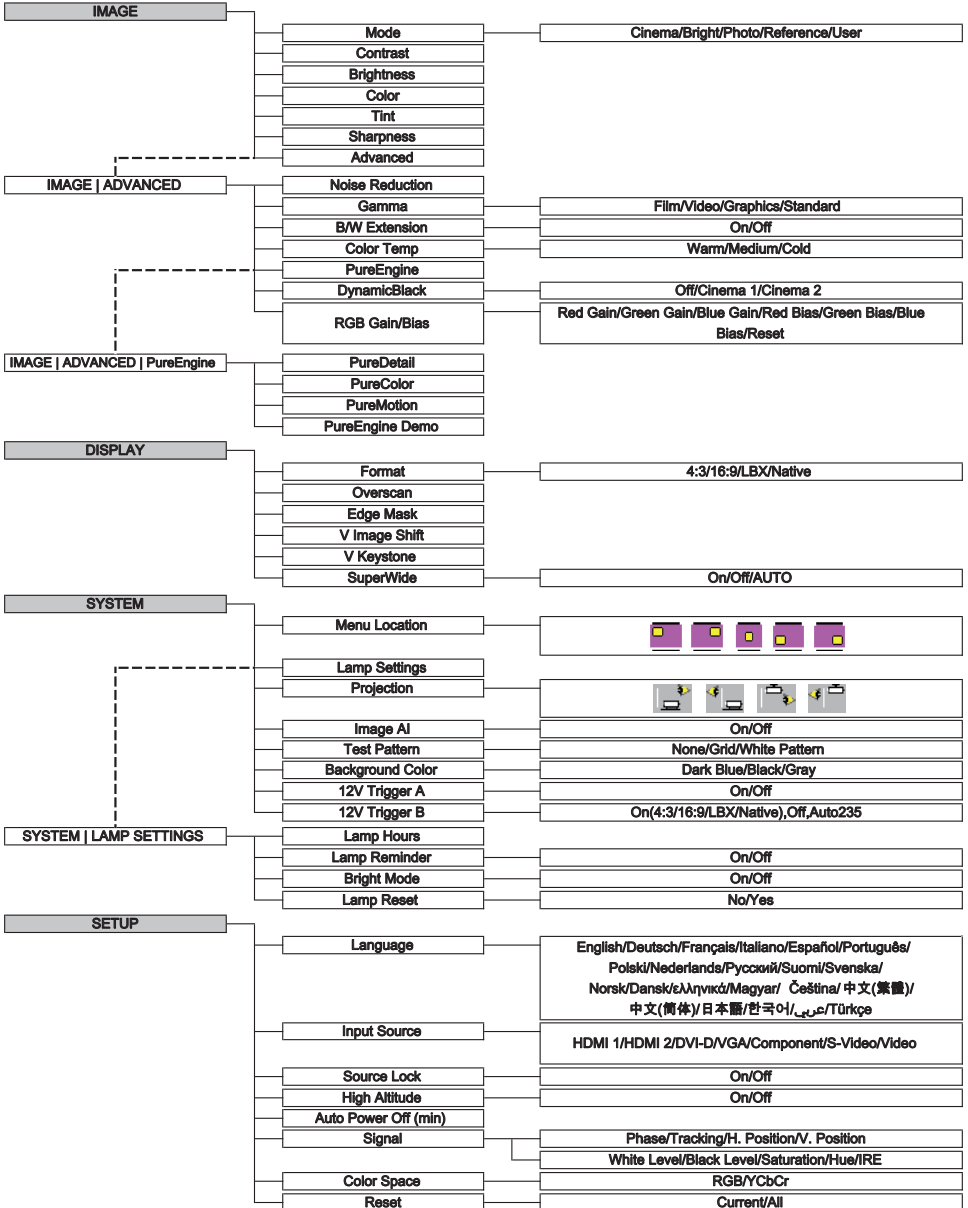 IMAGE
Mode
Cinema/Bright/Photo/Reference/User
Contrast
Brightness
Color
Tint
Sharpness
Advanced
IMAGE | ADVANCED
Noise Reduction
Gamma
Film/Video/Graphics/Standard
B/W Extension
On/Off
Color Temp
Warm/Medium/Cold
PureEngine
DynamicBlack
Off/Cinema 1/Cinema 2
RGB Gain/Bias
Red Gain/Green Gain/Blue Gain/Red Bias/Green Bias/Blue
Bias/Reset
IMAGE | ADVANCED | PureEngine
PureDetail
PureColor
PureMotion
PureEngine Demo
DISPLAY
Format
4:3/16:9/LBX/Native
Overscan
Edge Mask
V Image Shift
V Keystone
SuperWide
On/Off/AUTO
SYSTEM
Menu Location
Lamp Settings
Projection
Image AI
On/Off
Test Pattern
None/Grid/White Pattern
Background Color
Dark Blue/Black/Gray
12V Trigger A
On/Off
12V Trigger B
On(4:3/16:9/LBX/Native),Off,Auto235
SYSTEM | LAMP SETTINGS
Lamp Hours
Lamp Reminder
On/Off
Bright Mode
On/Off
Lamp Reset
No/Yes
SETUP
Language
English/Deutsch/Français/Italiano/Español/Português/
Polski/Nederlands/Русский/Suomi/Svenska/
Norsk/Dansk/ελληνικά/Magyar/ Čeština/ 中文(繁體)/
中文(简体)/日本語/한국어/عربي/Türkçe
Input Source
HDMI 1/HDMI 2/DVI-D/VGA/Component/S-Video/Video
Source Lock
On/Off
High Altitude
On/Off
Auto Power Off (min)
Signal
Phase/Tracking/H. Position/V. Position
White Level/Black Level/Saturation/Hue/IRE
Color Space
RGB/YCbCr
Reset
Current/All